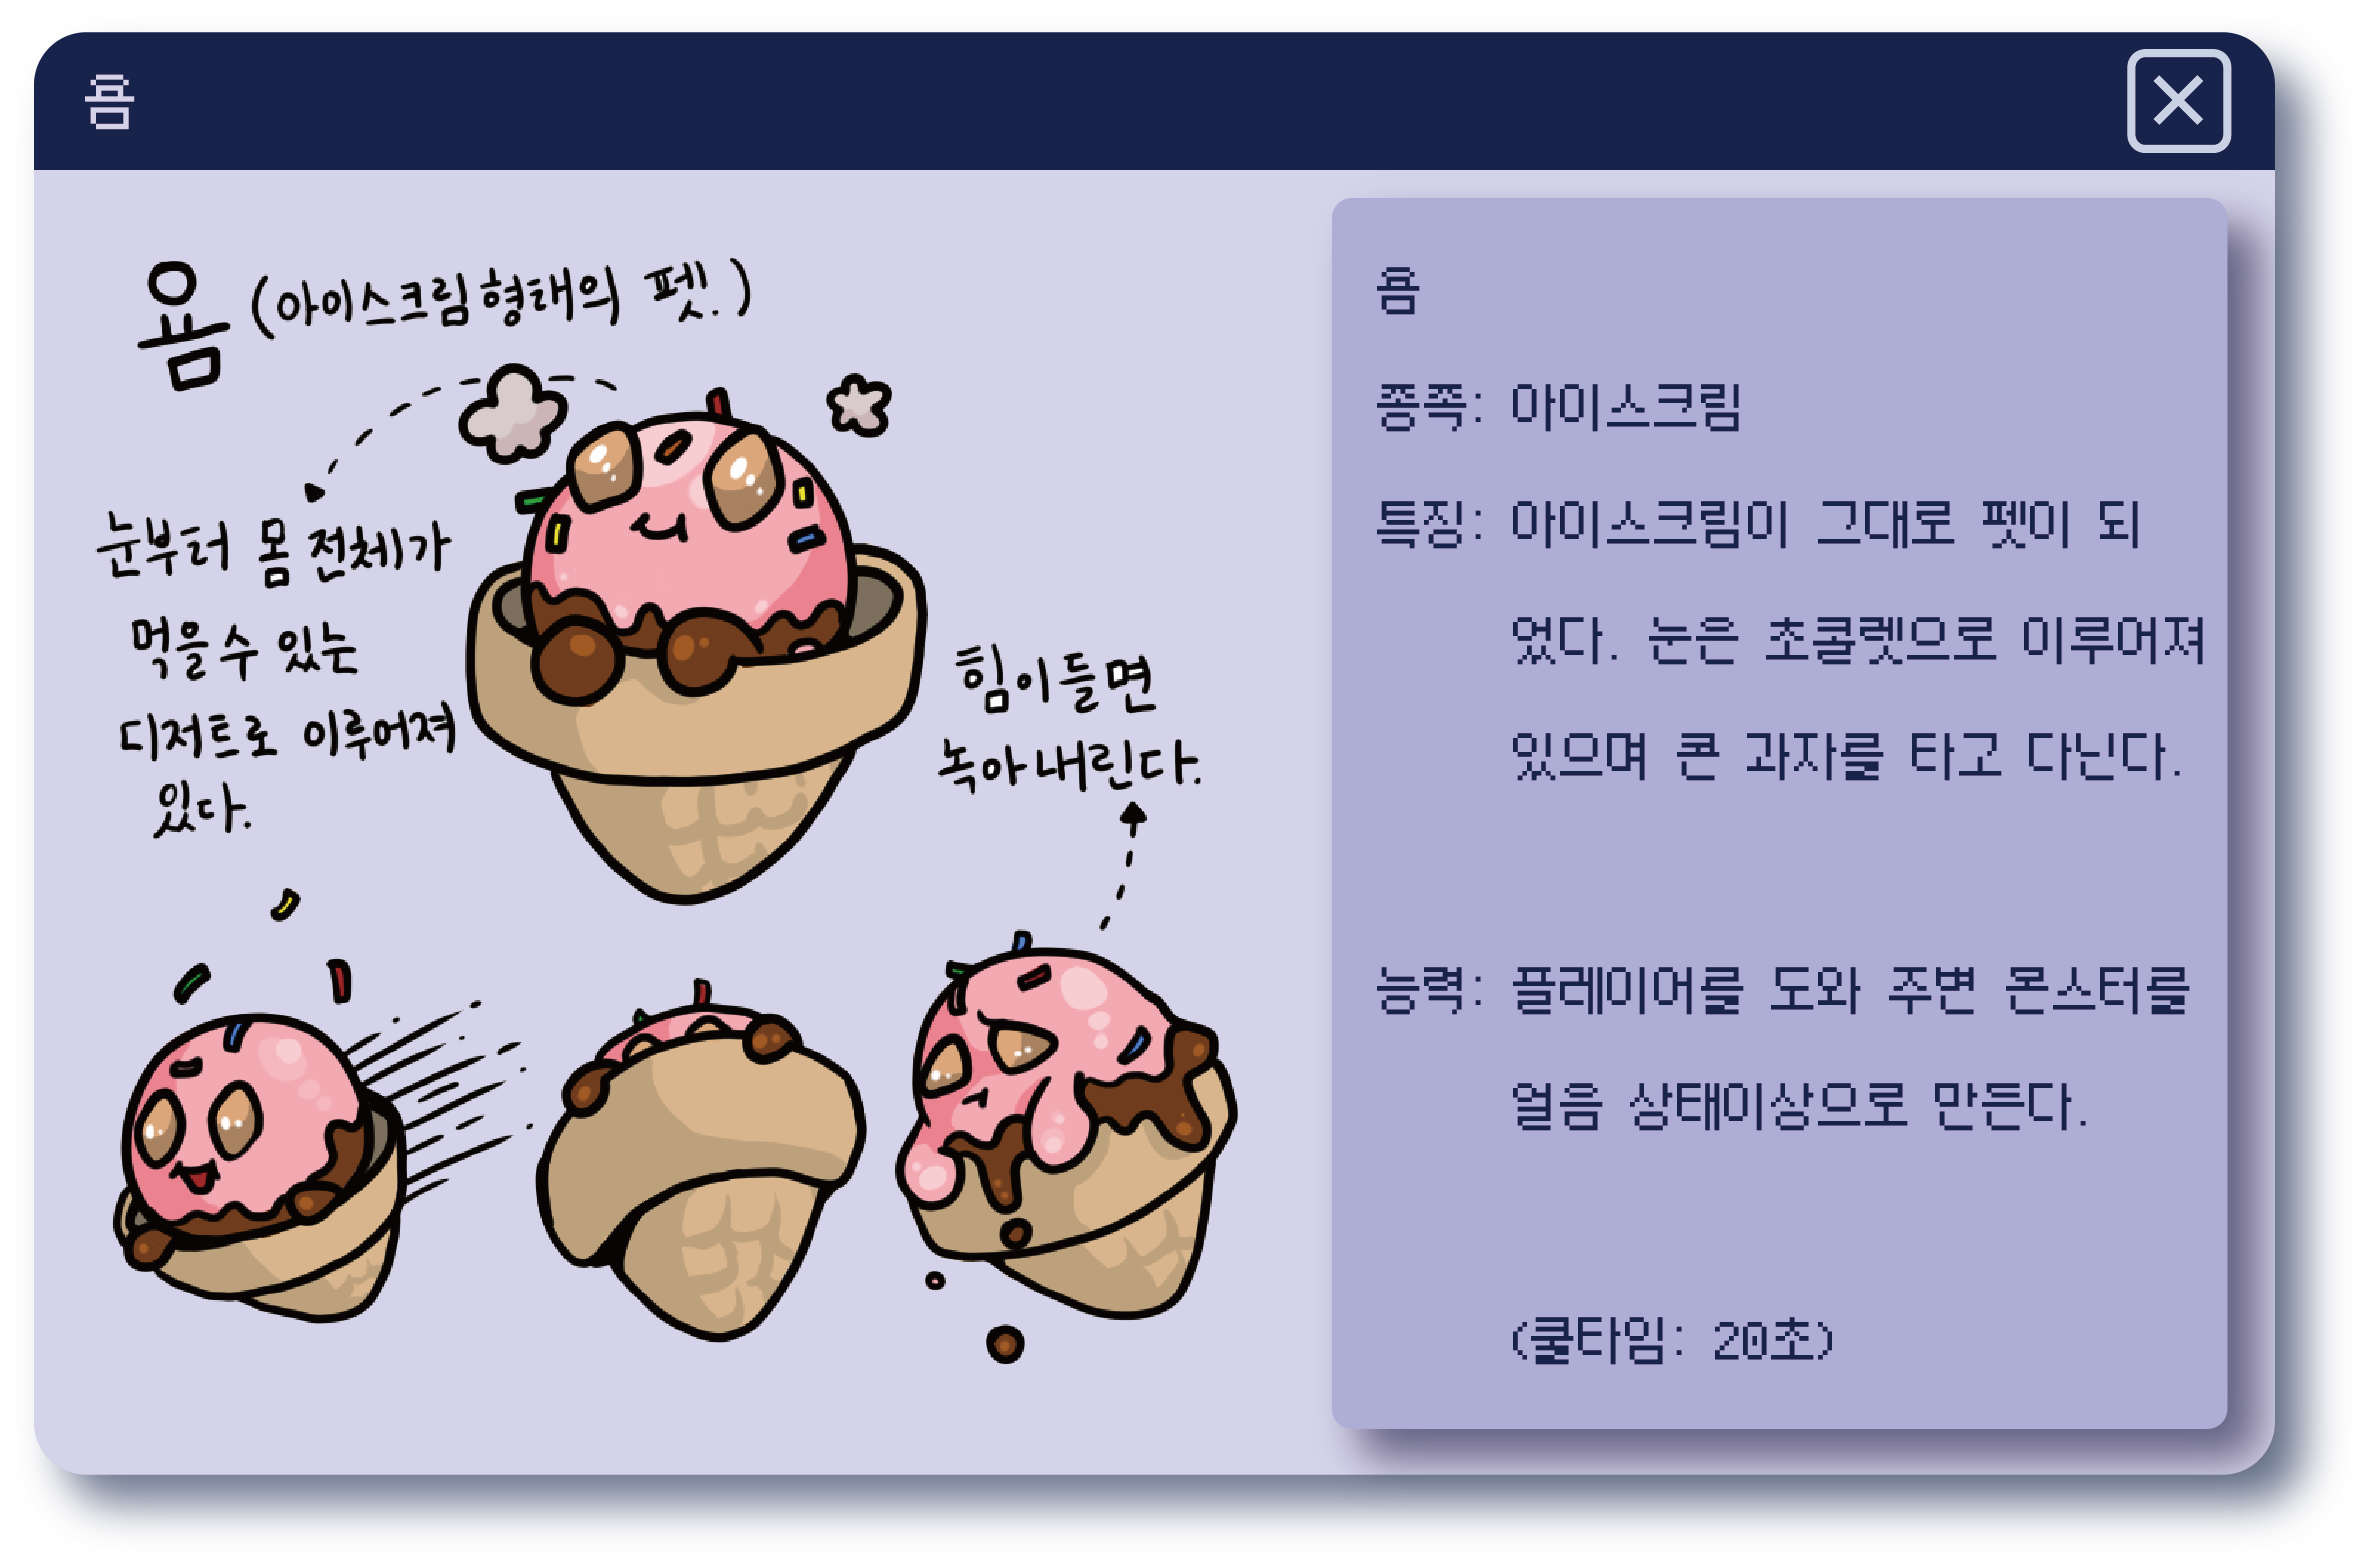 욤
욤 (아이스크림 형태의 펫.)
눈부터 몸 전체가
먹을 수 있는
디저트로 이루어져
있다.
힘이 들면
녹아 내린다.
욤
종족: 아이스크림
특징: 아이스크림이 그대로 펫이 되
었다. 눈은 초콜렛으로 이루어져
있으며 콘 과자를 타고 다닌다.
능력: 플레이어를 도와 주변 몬스터를
얼음 상태이상으로 만든다.
(쿨타임: 20초)